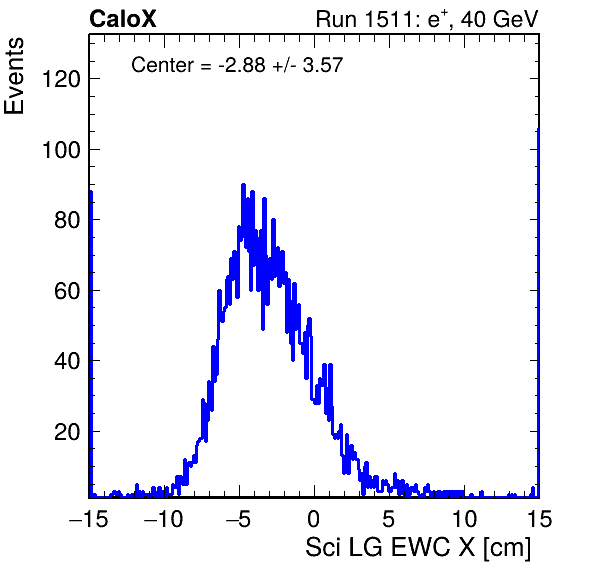 CaloX Run 1511: e⁺, 40 GeV
Center = -2.88 +/- 3.57
Events
120
100
80
60
40
20
−15 −10 −5 0 5 10 15
Sci LG EWC X [cm]